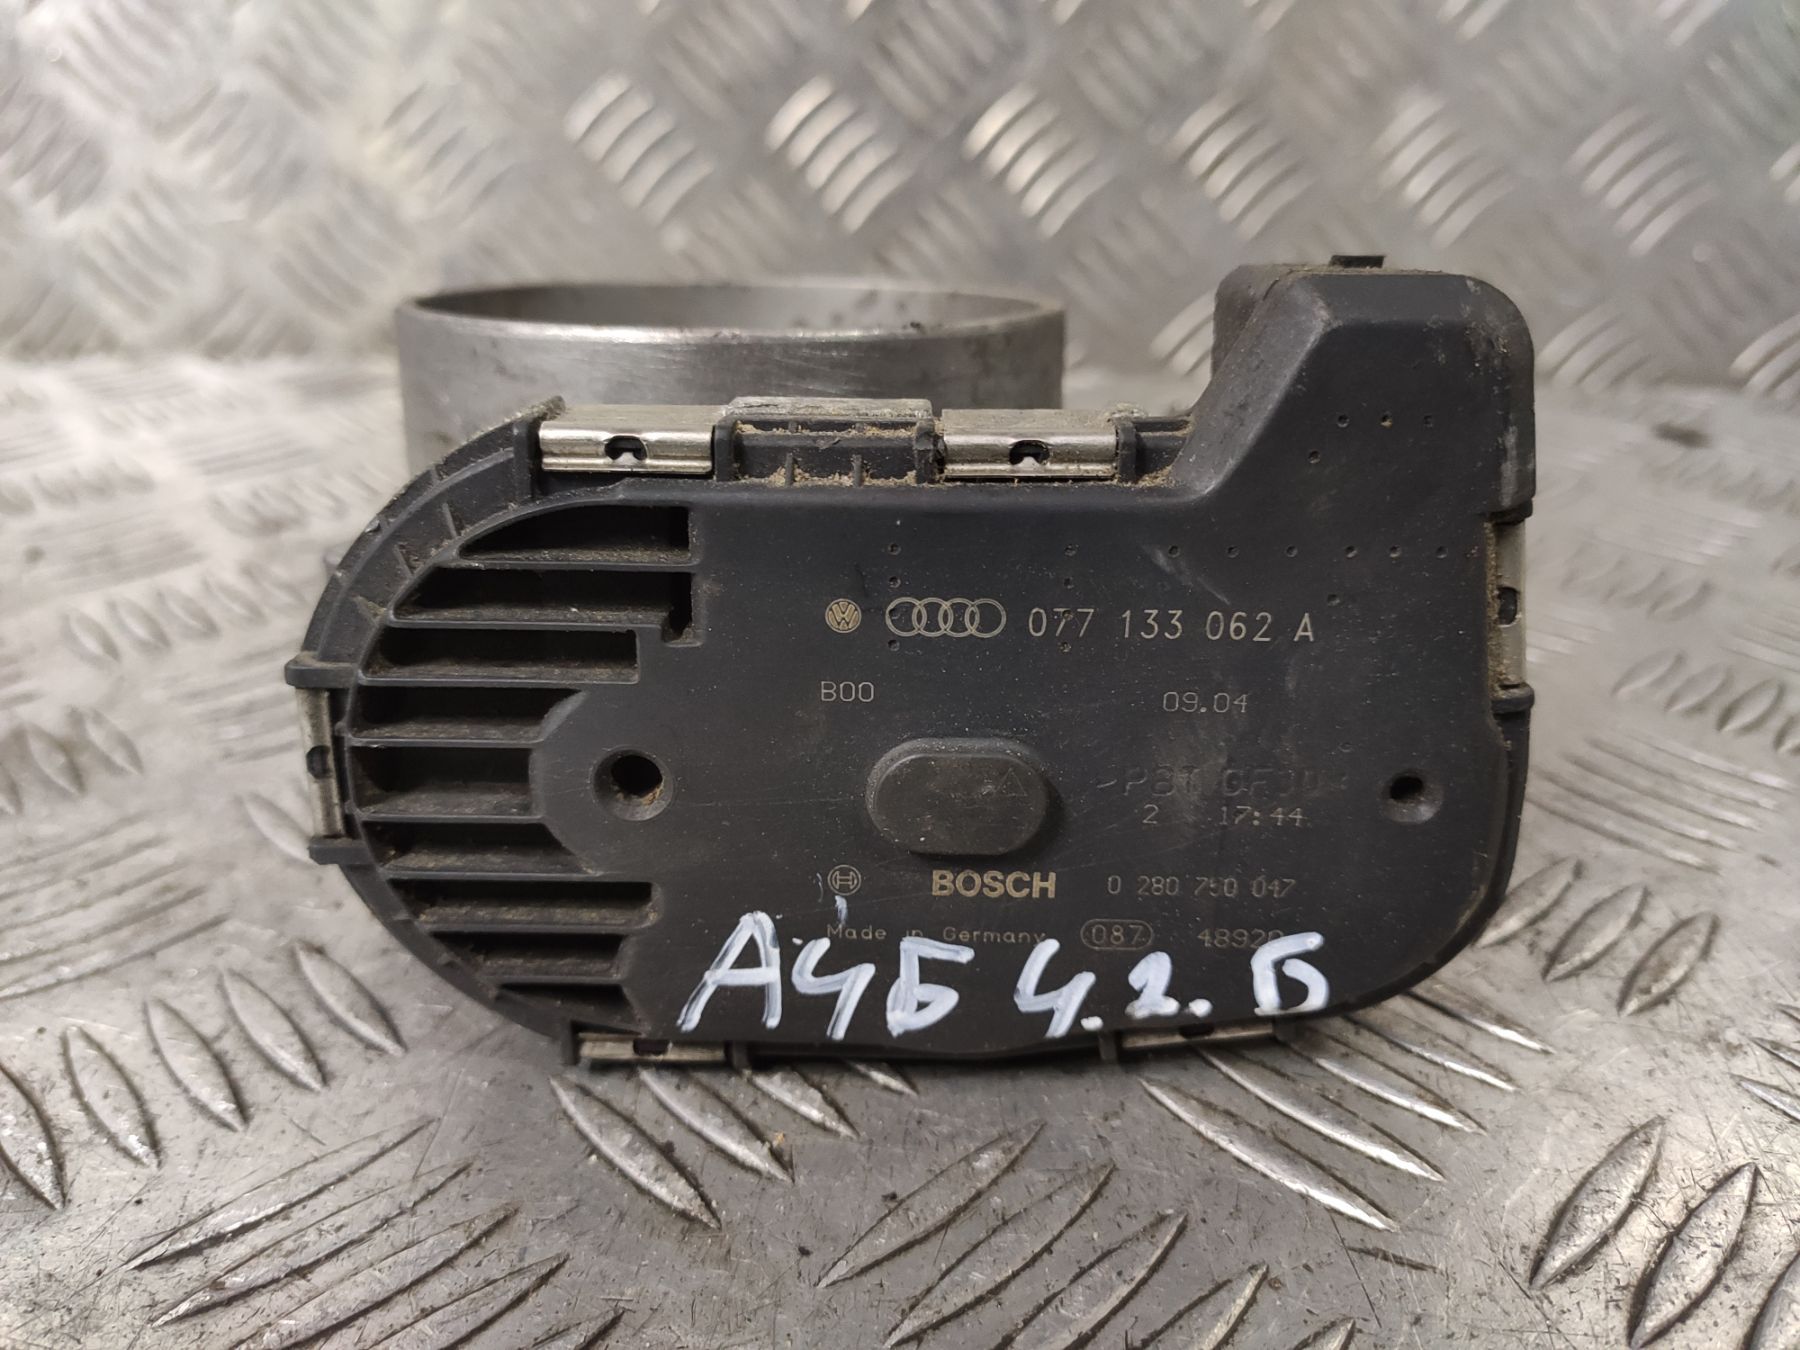 077 133 062 A
B00 09.04
2 17:44
BOSCH 0 280 750 047
Made in Germany 087
А4Б 4.2. Б